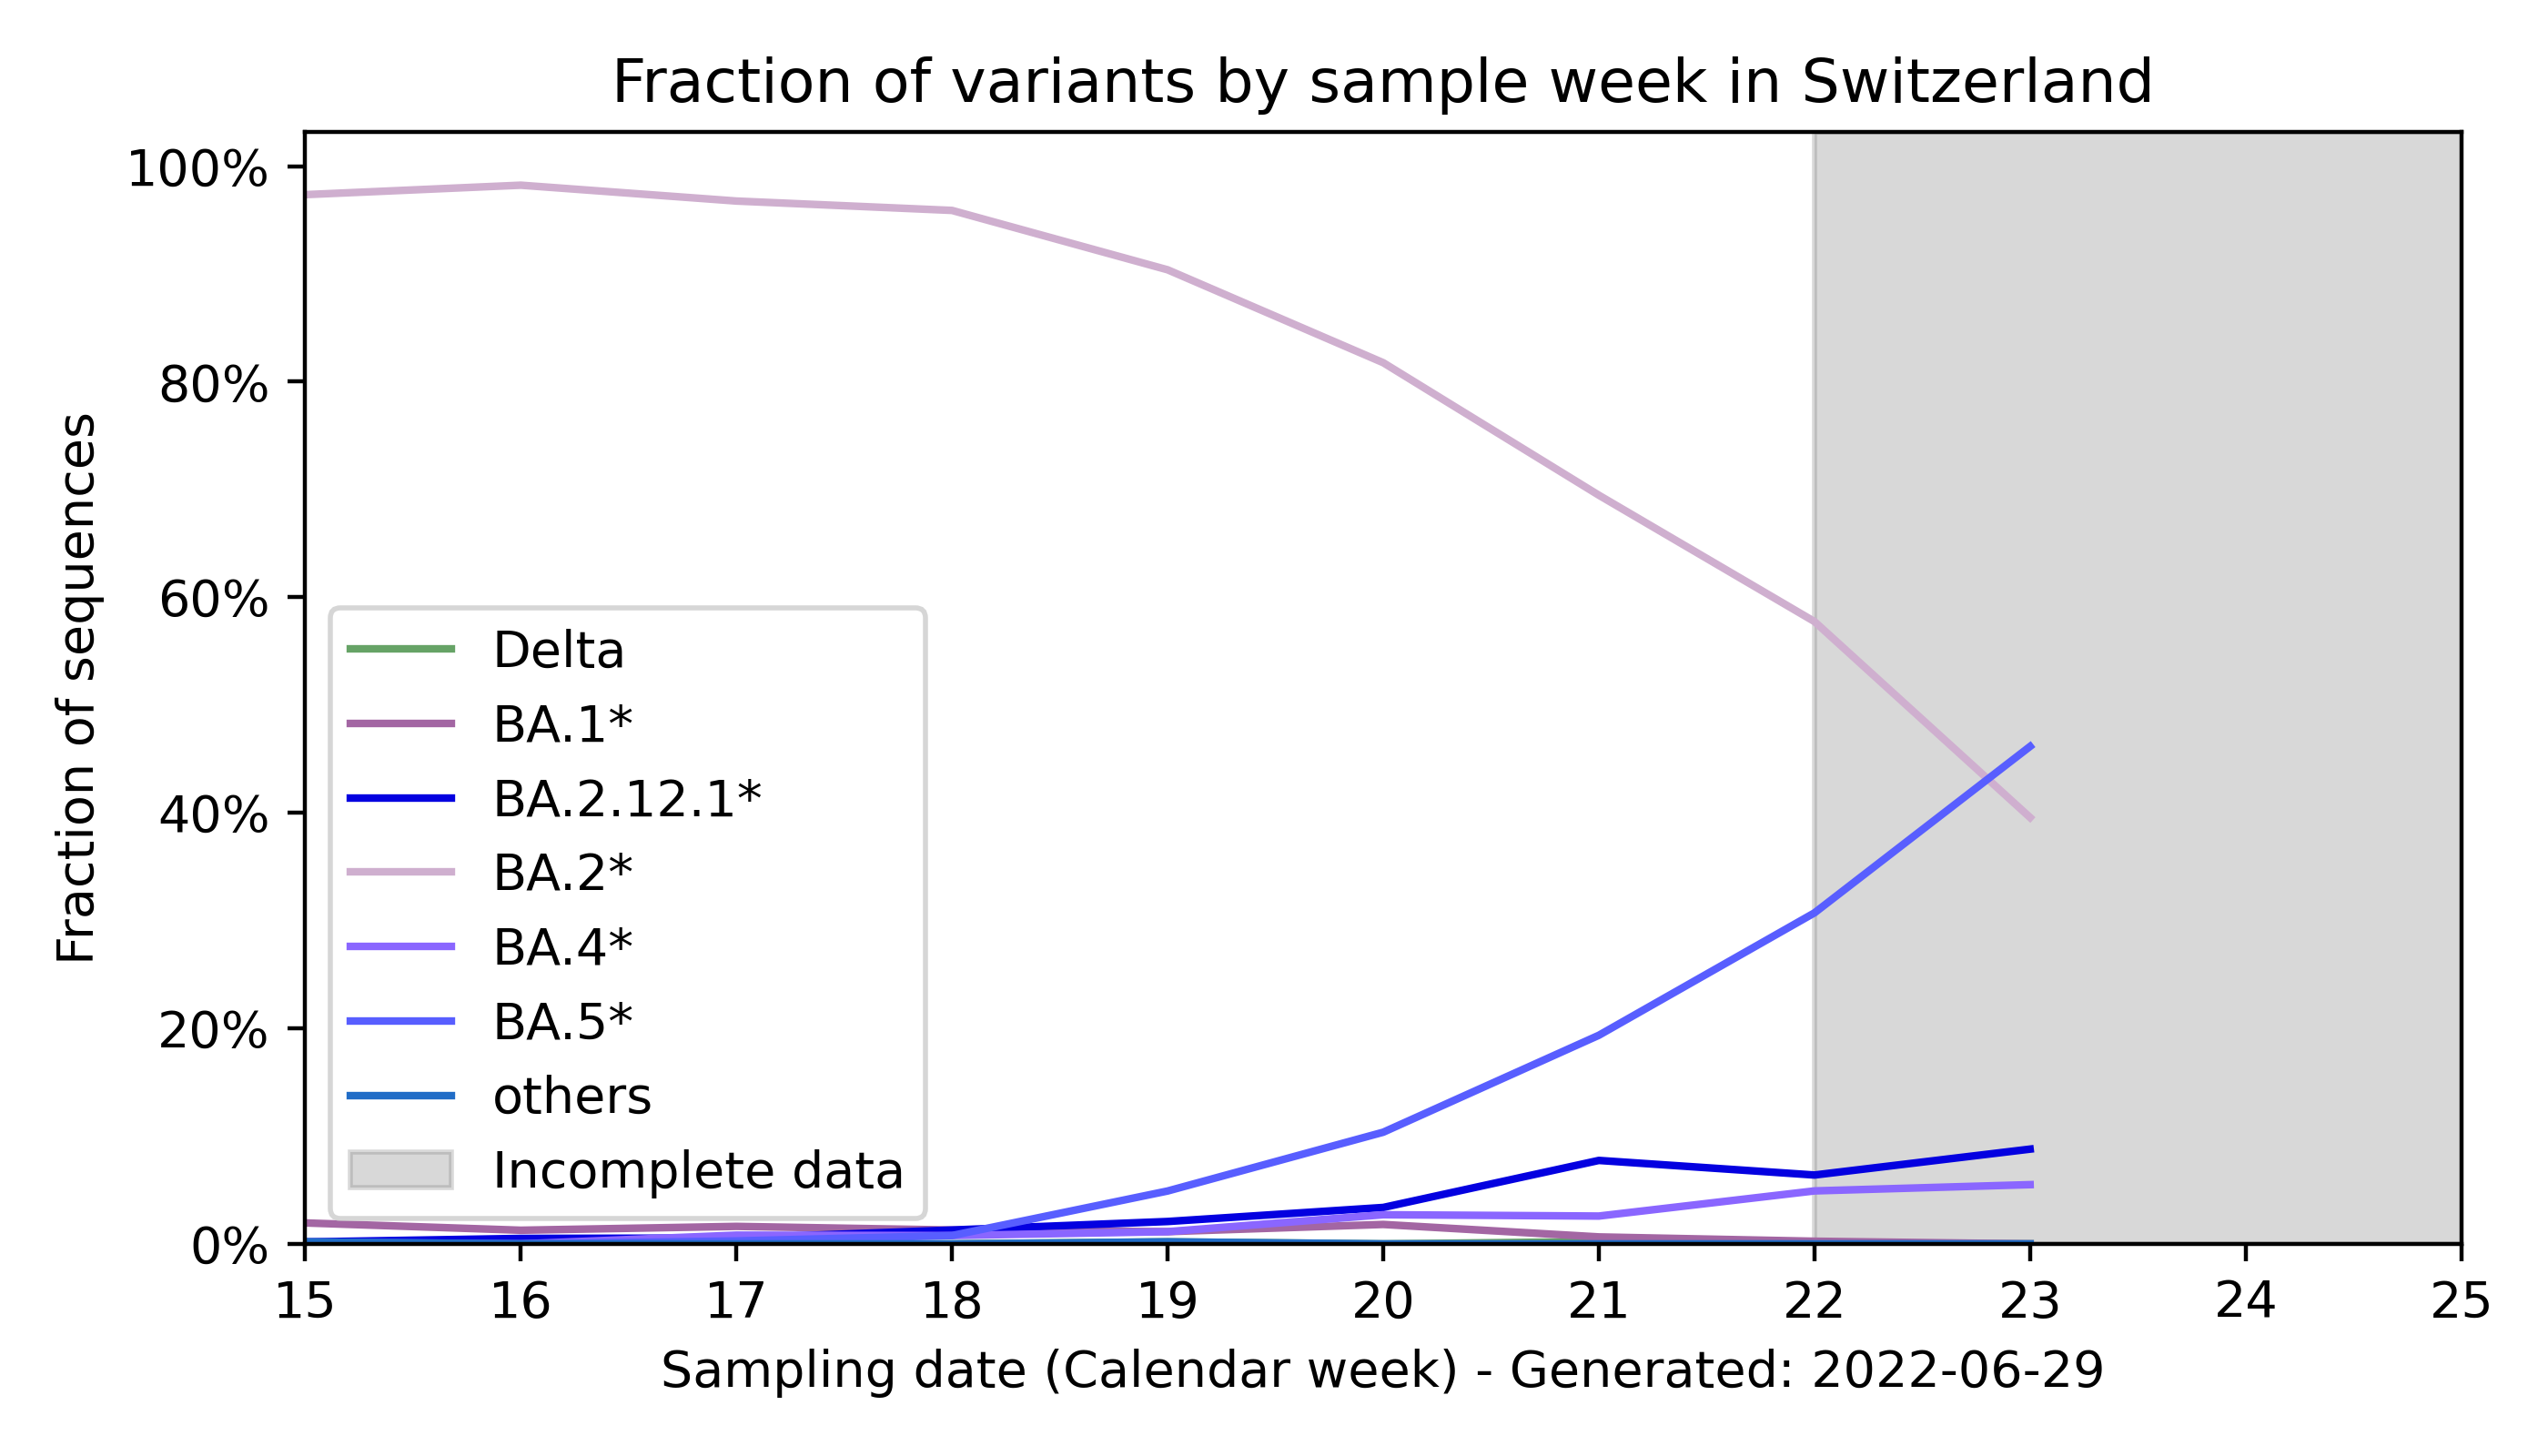 Fraction of variants by sample week in Switzerland
Fraction of sequences
100%
80%
60%
40%
20%
0%
Delta
BA.1*
BA.2.12.1*
BA.2*
BA.4*
BA.5*
others
Incomplete data
15 16 17 18 19 20 21 22 23 24 25
Sampling date (Calendar week) - Generated: 2022-06-29